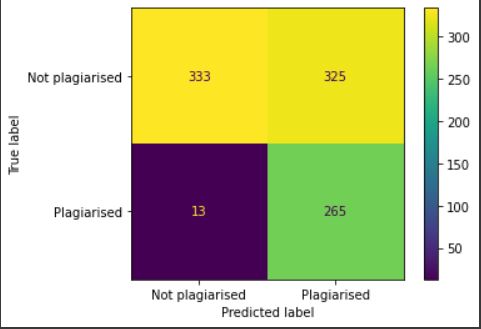 Not plagiarised
333
325
Plagiarised
13
265
True label
Not plagiarised
Plagiarised
Predicted label
300
250
200
150
100
50